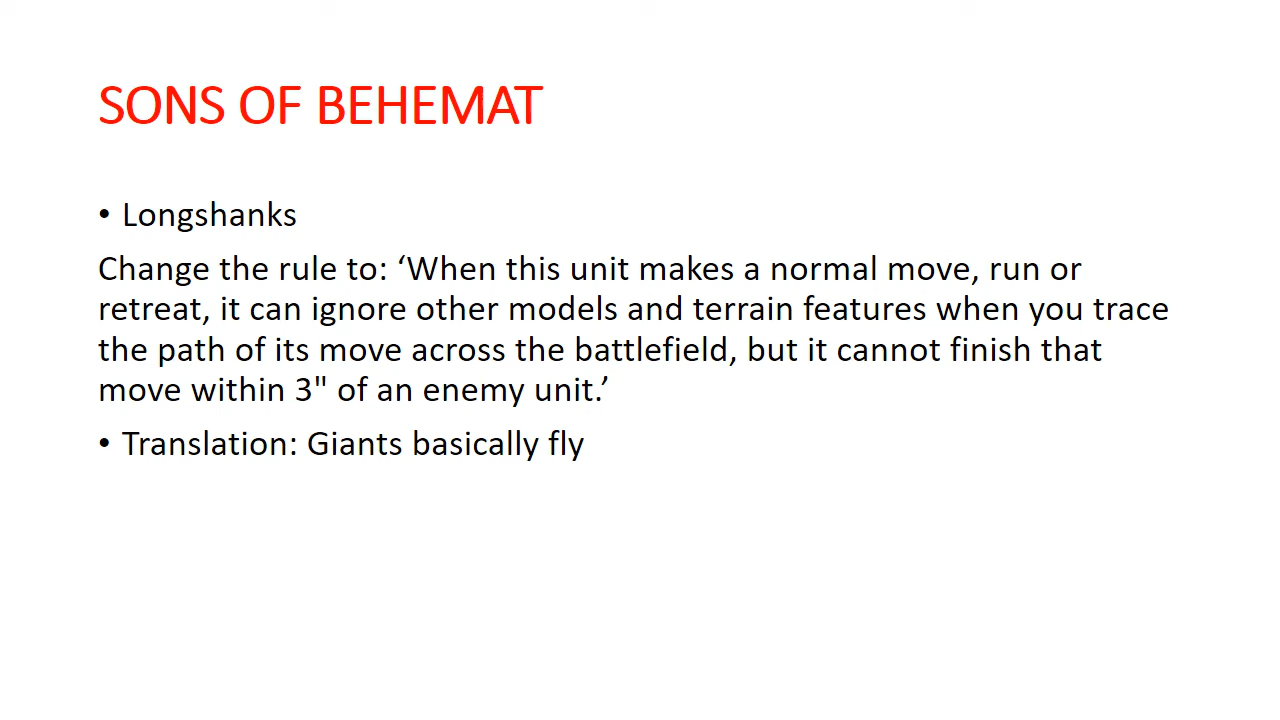 SONS OF BEHEMAT
• Longshanks
Change the rule to: ‘When this unit makes a normal move, run or
retreat, it can ignore other models and terrain features when you trace
the path of its move across the battlefield, but it cannot finish that
move within 3" of an enemy unit.’
• Translation: Giants basically fly